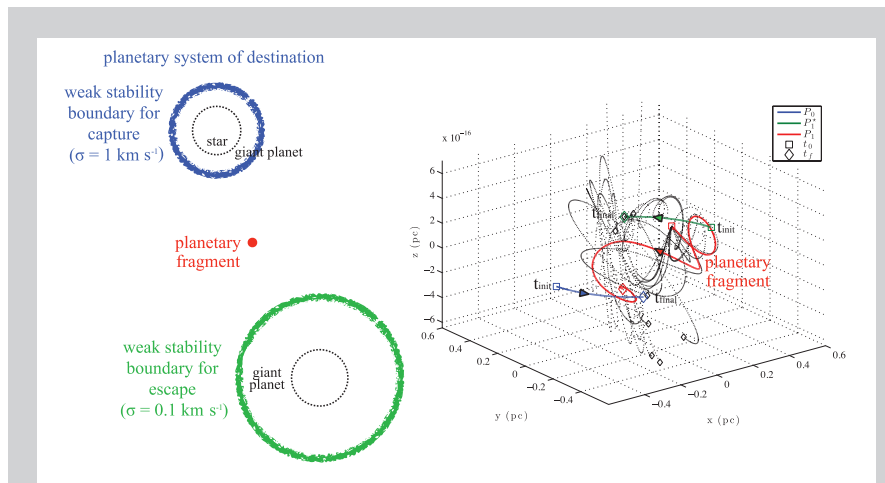 planetary system of destination
weak stability
boundary for
capture
(σ = 1 km s⁻¹)
star
giant planet
planetary
fragment
weak stability
boundary for
escape
(σ = 0.1 km s⁻¹)
giant
planet
x 10⁻¹⁶
6
4
2
0
−2
−4
−6
z (pc)
0.6
0.4
0.2
0
−0.2
−0.4
y (pc)
−0.4
−0.2
0
0.2
0.4
0.6
x (pc)
t_final
t_init
planetary
fragment
t_init
t_final
P₀
P₁*
P₁
t₀
t_f